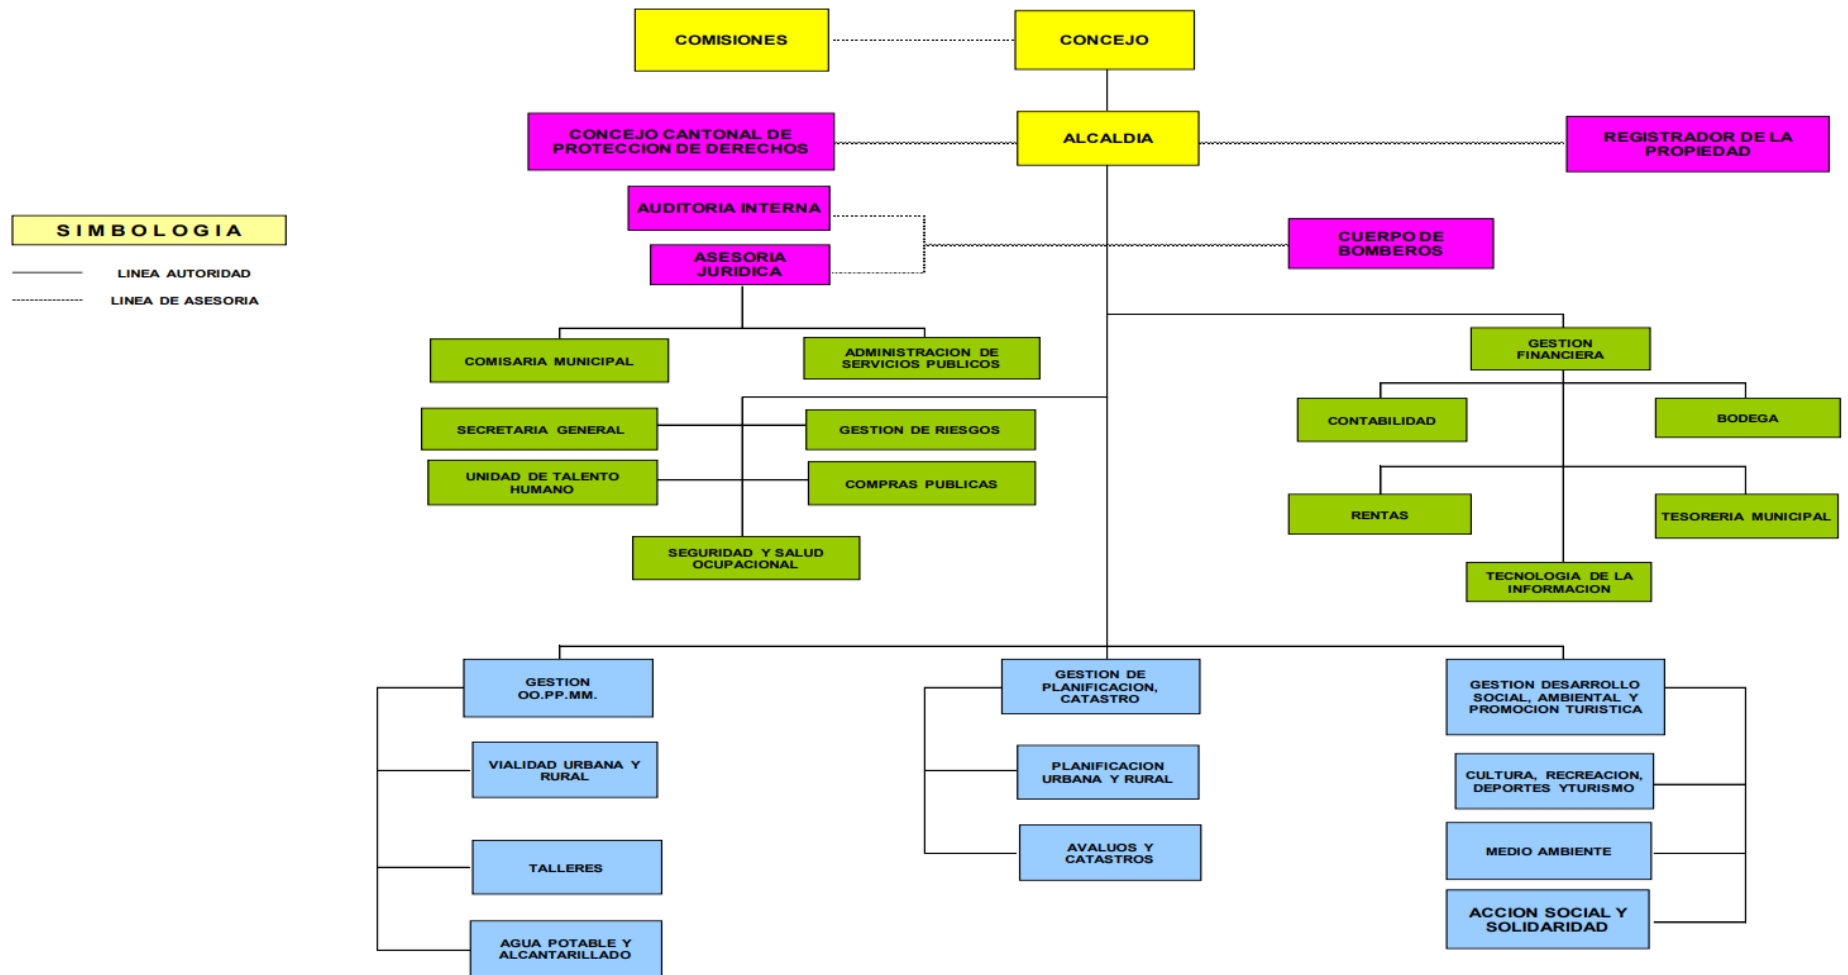 COMISIONES
CONCEJO
CONCEJO CANTONAL DE
PROTECCION DE DERECHOS
ALCALDIA
REGISTRADOR DE LA
PROPIEDAD
AUDITORIA INTERNA
SIMBOLOGIA
LINEA AUTORIDAD
LINEA DE ASESORIA
ASESORIA
JURIDICA
CUERPO DE
BOMBEROS
COMISARIA MUNICIPAL
ADMINISTRACION DE
SERVICIOS PUBLICOS
GESTION
FINANCIERA
SECRETARIA GENERAL
GESTION DE RIESGOS
CONTABILIDAD
BODEGA
UNIDAD DE TALENTO
HUMANO
COMPRAS PUBLICAS
RENTAS
TESORERIA MUNICIPAL
SEGURIDAD Y SALUD
OCUPACIONAL
TECNOLOGIA DE LA
INFORMACION
GESTION
OO.PP.MM.
GESTION DE
PLANIFICACION,
CATASTRO
GESTION DESARROLLO
SOCIAL, AMBIENTAL Y
PROMOCION TURISTICA
VIALIDAD URBANA Y
RURAL
PLANIFICACION
URBANA Y RURAL
CULTURA, RECREACION,
DEPORTES YTURISMO
TALLERES
AVALUOS Y
CATASTROS
MEDIO AMBIENTE
AGUA POTABLE Y
ALCANTARILLADO
ACCION SOCIAL Y
SOLIDARIDAD